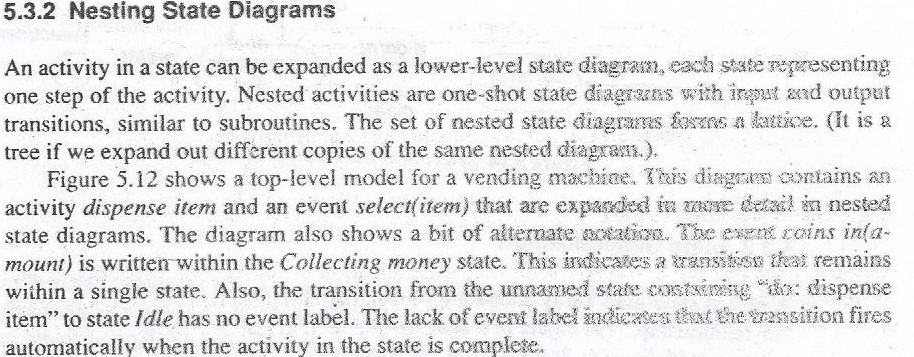 5.3.2 Nesting State Diagrams
An activity in a state can be expanded as a lower-level state diagram, each state representing
one step of the activity. Nested activities are one-shot state diagrams with input and output
transitions, similar to subroutines. The set of nested state diagrams forms a lattice. (It is a
tree if we expand out different copies of the same nested diagram.).
Figure 5.12 shows a top-level model for a vending machine. This diagram contains an
activity dispense item and an event select(item) that are expanded in more detail in nested
state diagrams. The diagram also shows a bit of alternate notation. The event coins in(a-
mount) is written within the Collecting money state. This indicates a transition that remains
within a single state. Also, the transition from the unnamed state containing “do: dispense
item” to state Idle has no event label. The lack of event label indicates that the transition fires
automatically when the activity in the state is complete.